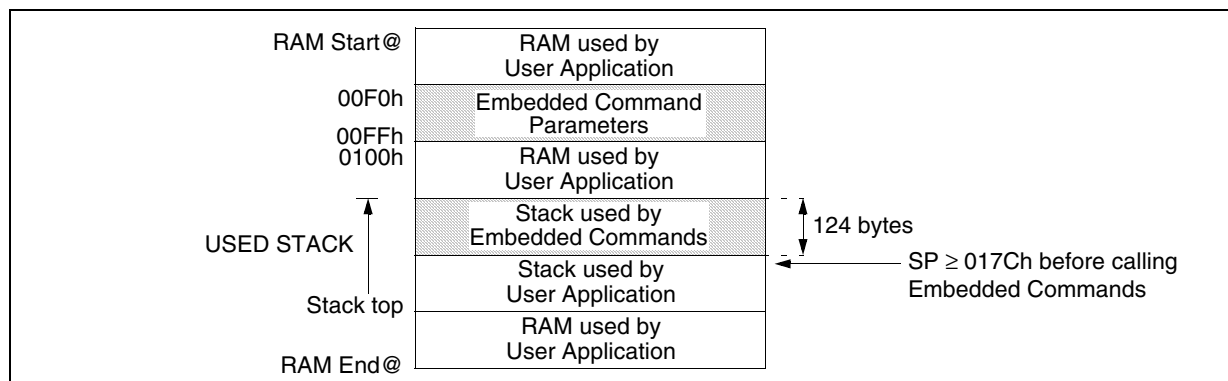 RAM Start@
RAM used by
User Application
00F0h
Embedded Command
Parameters
00FFh
0100h
RAM used by
User Application
USED STACK
Stack used by
Embedded Commands
124 bytes
SP ≥ 017Ch before calling
Embedded Commands
Stack used by
User Application
Stack top
RAM used by
User Application
RAM End@